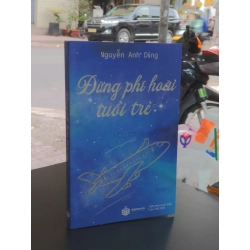 Nguyễn Anh Dũng
Đừng phí hoài
tuổi trẻ